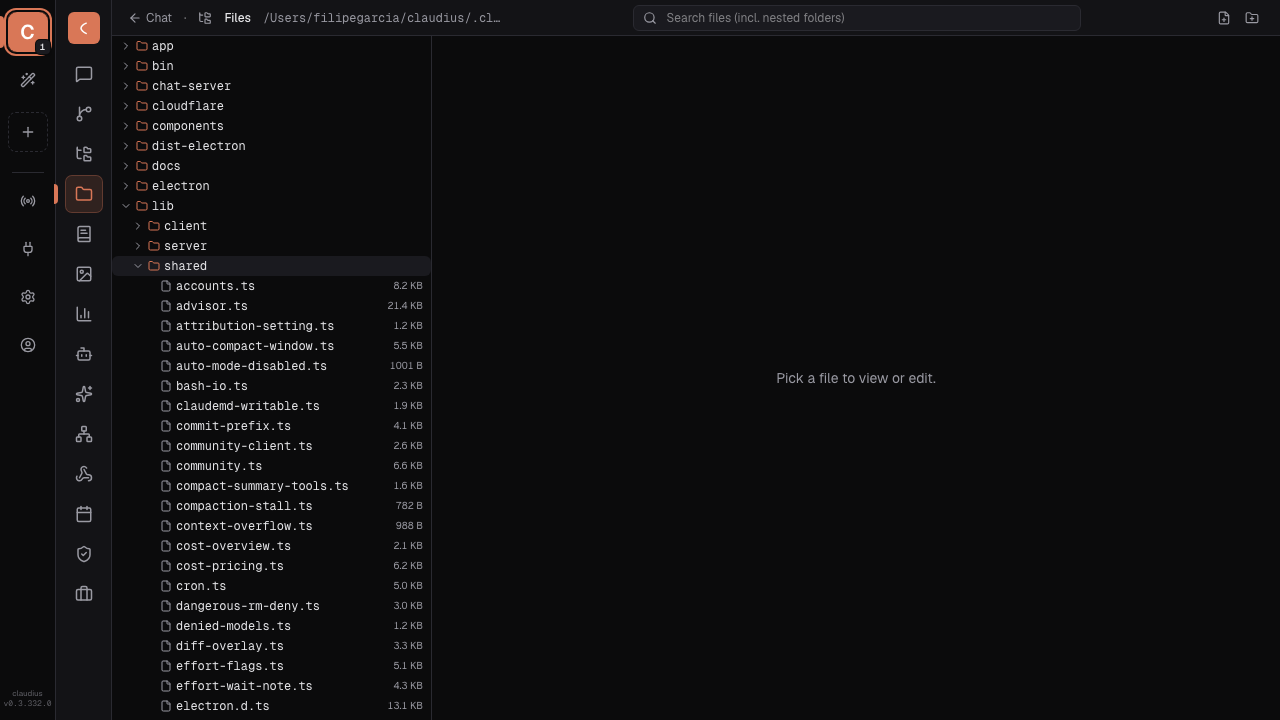 C
1
Chat · Files /Users/filipegarcia/claudius/.cl…
Search files (incl. nested folders)
app
bin
chat-server
cloudflare
components
dist-electron
docs
electron
lib
client
server
shared
accounts.ts 8.2 KB
advisor.ts 21.4 KB
attribution-setting.ts 1.2 KB
auto-compact-window.ts 5.5 KB
auto-mode-disabled.ts 1001 B
bash-io.ts 2.3 KB
claudemd-writable.ts 1.9 KB
commit-prefix.ts 4.1 KB
community-client.ts 2.6 KB
community.ts 6.6 KB
compact-summary-tools.ts 1.6 KB
compaction-stall.ts 782 B
context-overflow.ts 988 B
cost-overview.ts 2.1 KB
cost-pricing.ts 6.2 KB
cron.ts 5.0 KB
dangerous-rm-deny.ts 3.0 KB
denied-models.ts 1.2 KB
diff-overlay.ts 3.3 KB
effort-flags.ts 5.1 KB
effort-wait-note.ts 4.3 KB
electron.d.ts 13.1 KB
Pick a file to view or edit.
claudius
v0.3.332.0